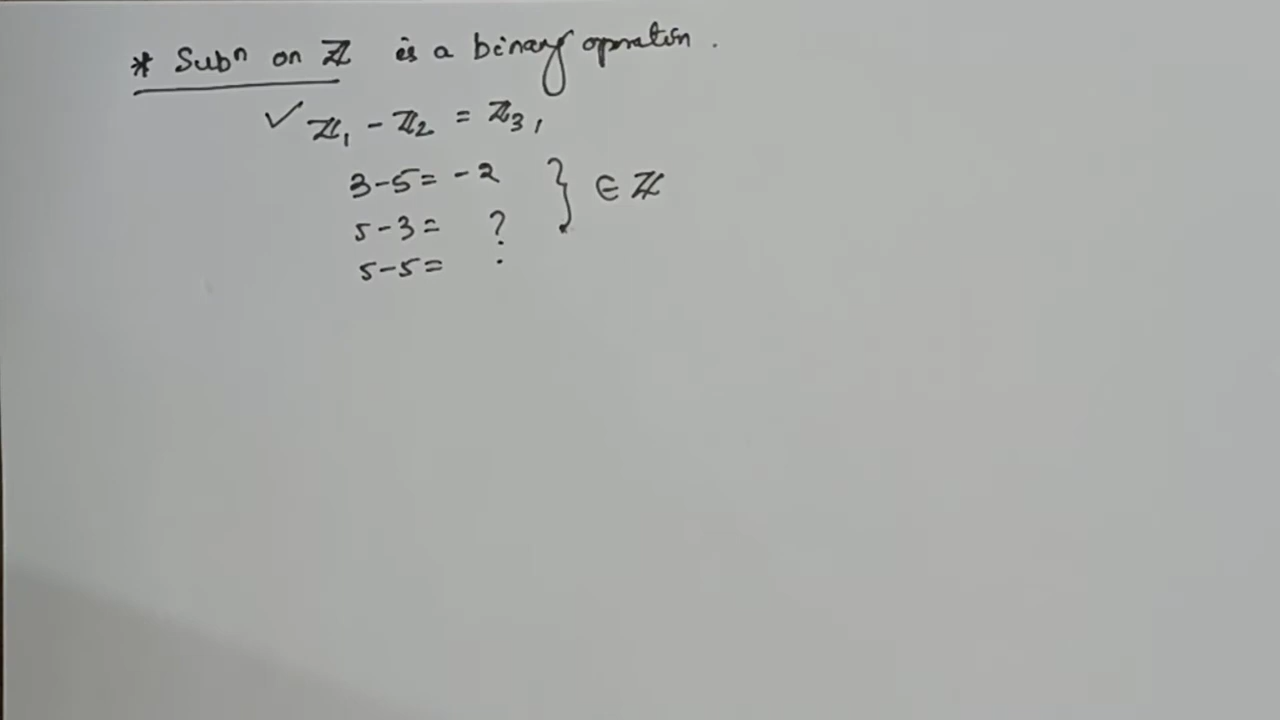 * Subⁿ on ℤ is a binary operation.
✓ ℤ₁ - ℤ₂ = ℤ₃,
3-5= -2 } ∈ ℤ
5-3= ?
5-5= :